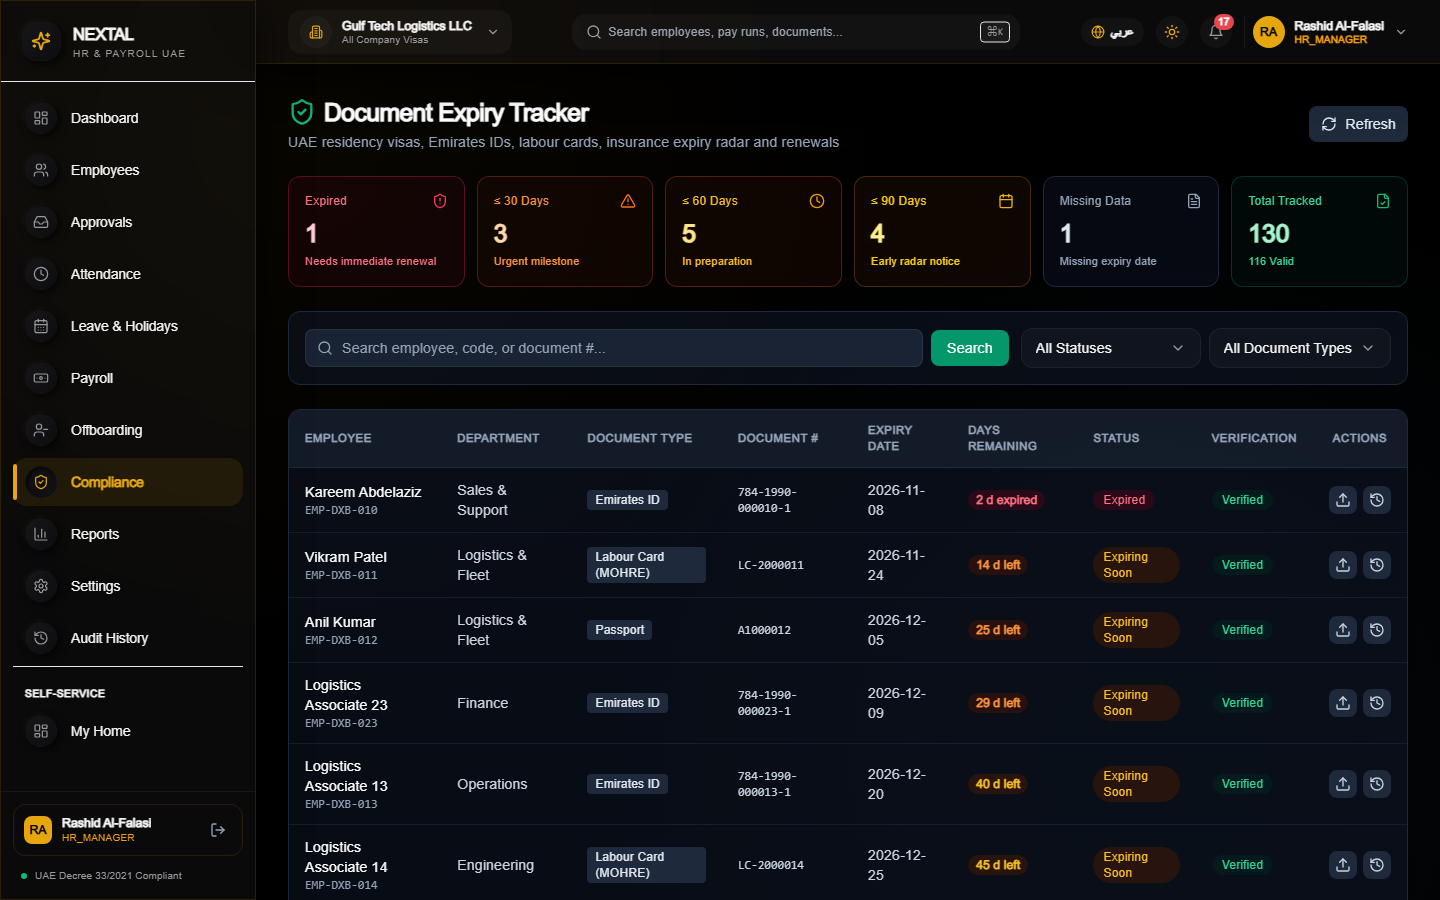 NEXTAL
HR & PAYROLL UAE
Gulf Tech Logistics LLC
All Company Visas
Search employees, pay runs, documents...
⌘K
عربي
17
RA
Rashid Al-Falasi
HR_MANAGER
Dashboard
Employees
Approvals
Attendance
Leave & Holidays
Payroll
Offboarding
Compliance
Reports
Settings
Audit History
SELF-SERVICE
My Home
RA
Rashid Al-Falasi
HR_MANAGER
UAE Decree 33/2021 Compliant
Document Expiry Tracker
UAE residency visas, Emirates IDs, labour cards, insurance expiry radar and renewals
Refresh
Expired
1
Needs immediate renewal
≤ 30 Days
3
Urgent milestone
≤ 60 Days
5
In preparation
≤ 90 Days
4
Early radar notice
Missing Data
1
Missing expiry date
Total Tracked
130
116 Valid
Search employee, code, or document #...
Search
All Statuses
All Document Types
EMPLOYEE
DEPARTMENT
DOCUMENT TYPE
DOCUMENT #
EXPIRY
DATE
DAYS
REMAINING
STATUS
VERIFICATION
ACTIONS
Kareem Abdelaziz
EMP-DXB-010
Sales &
Support
Emirates ID
784-1990-
000010-1
2026-11-
08
2 d expired
Expired
Verified
Vikram Patel
EMP-DXB-011
Logistics &
Fleet
Labour Card
(MOHRE)
LC-2000011
2026-11-
24
14 d left
Expiring
Soon
Verified
Anil Kumar
EMP-DXB-012
Logistics &
Fleet
Passport
A1000012
2026-12-
05
25 d left
Expiring
Soon
Verified
Logistics
Associate 23
EMP-DXB-023
Finance
Emirates ID
784-1990-
000023-1
2026-12-
09
29 d left
Expiring
Soon
Verified
Logistics
Associate 13
EMP-DXB-013
Operations
Emirates ID
784-1990-
000013-1
2026-12-
20
40 d left
Expiring
Soon
Verified
Logistics
Associate 14
EMP-DXB-014
Engineering
Labour Card
(MOHRE)
LC-2000014
2026-12-
25
45 d left
Expiring
Soon
Verified